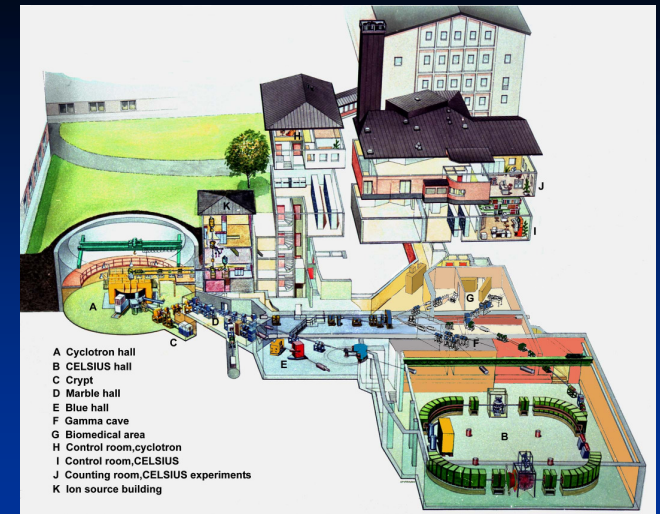 H
K
J
I
A
G
D
C
F
E
B
A Cyclotron hall
B CELSIUS hall
C Crypt
D Marble hall
E Blue hall
F Gamma cave
G Biomedical area
H Control room,cyclotron
I Control room,CELSIUS
J Counting room,CELSIUS experiments
K Ion source building